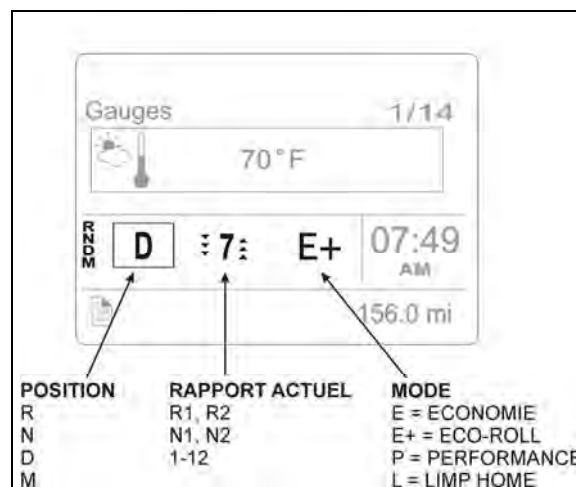 Gauges 1/14
70°F
RNDM D 7 E+ 07:49
AM
156.0 mi
POSITION RAPPORT ACTUEL MODE
R R1, R2 E = ECONOMIE
N N1, N2 E+ = ECO-ROLL
D 1-12 P = PERFORMANCE
M L = LIMP HOME